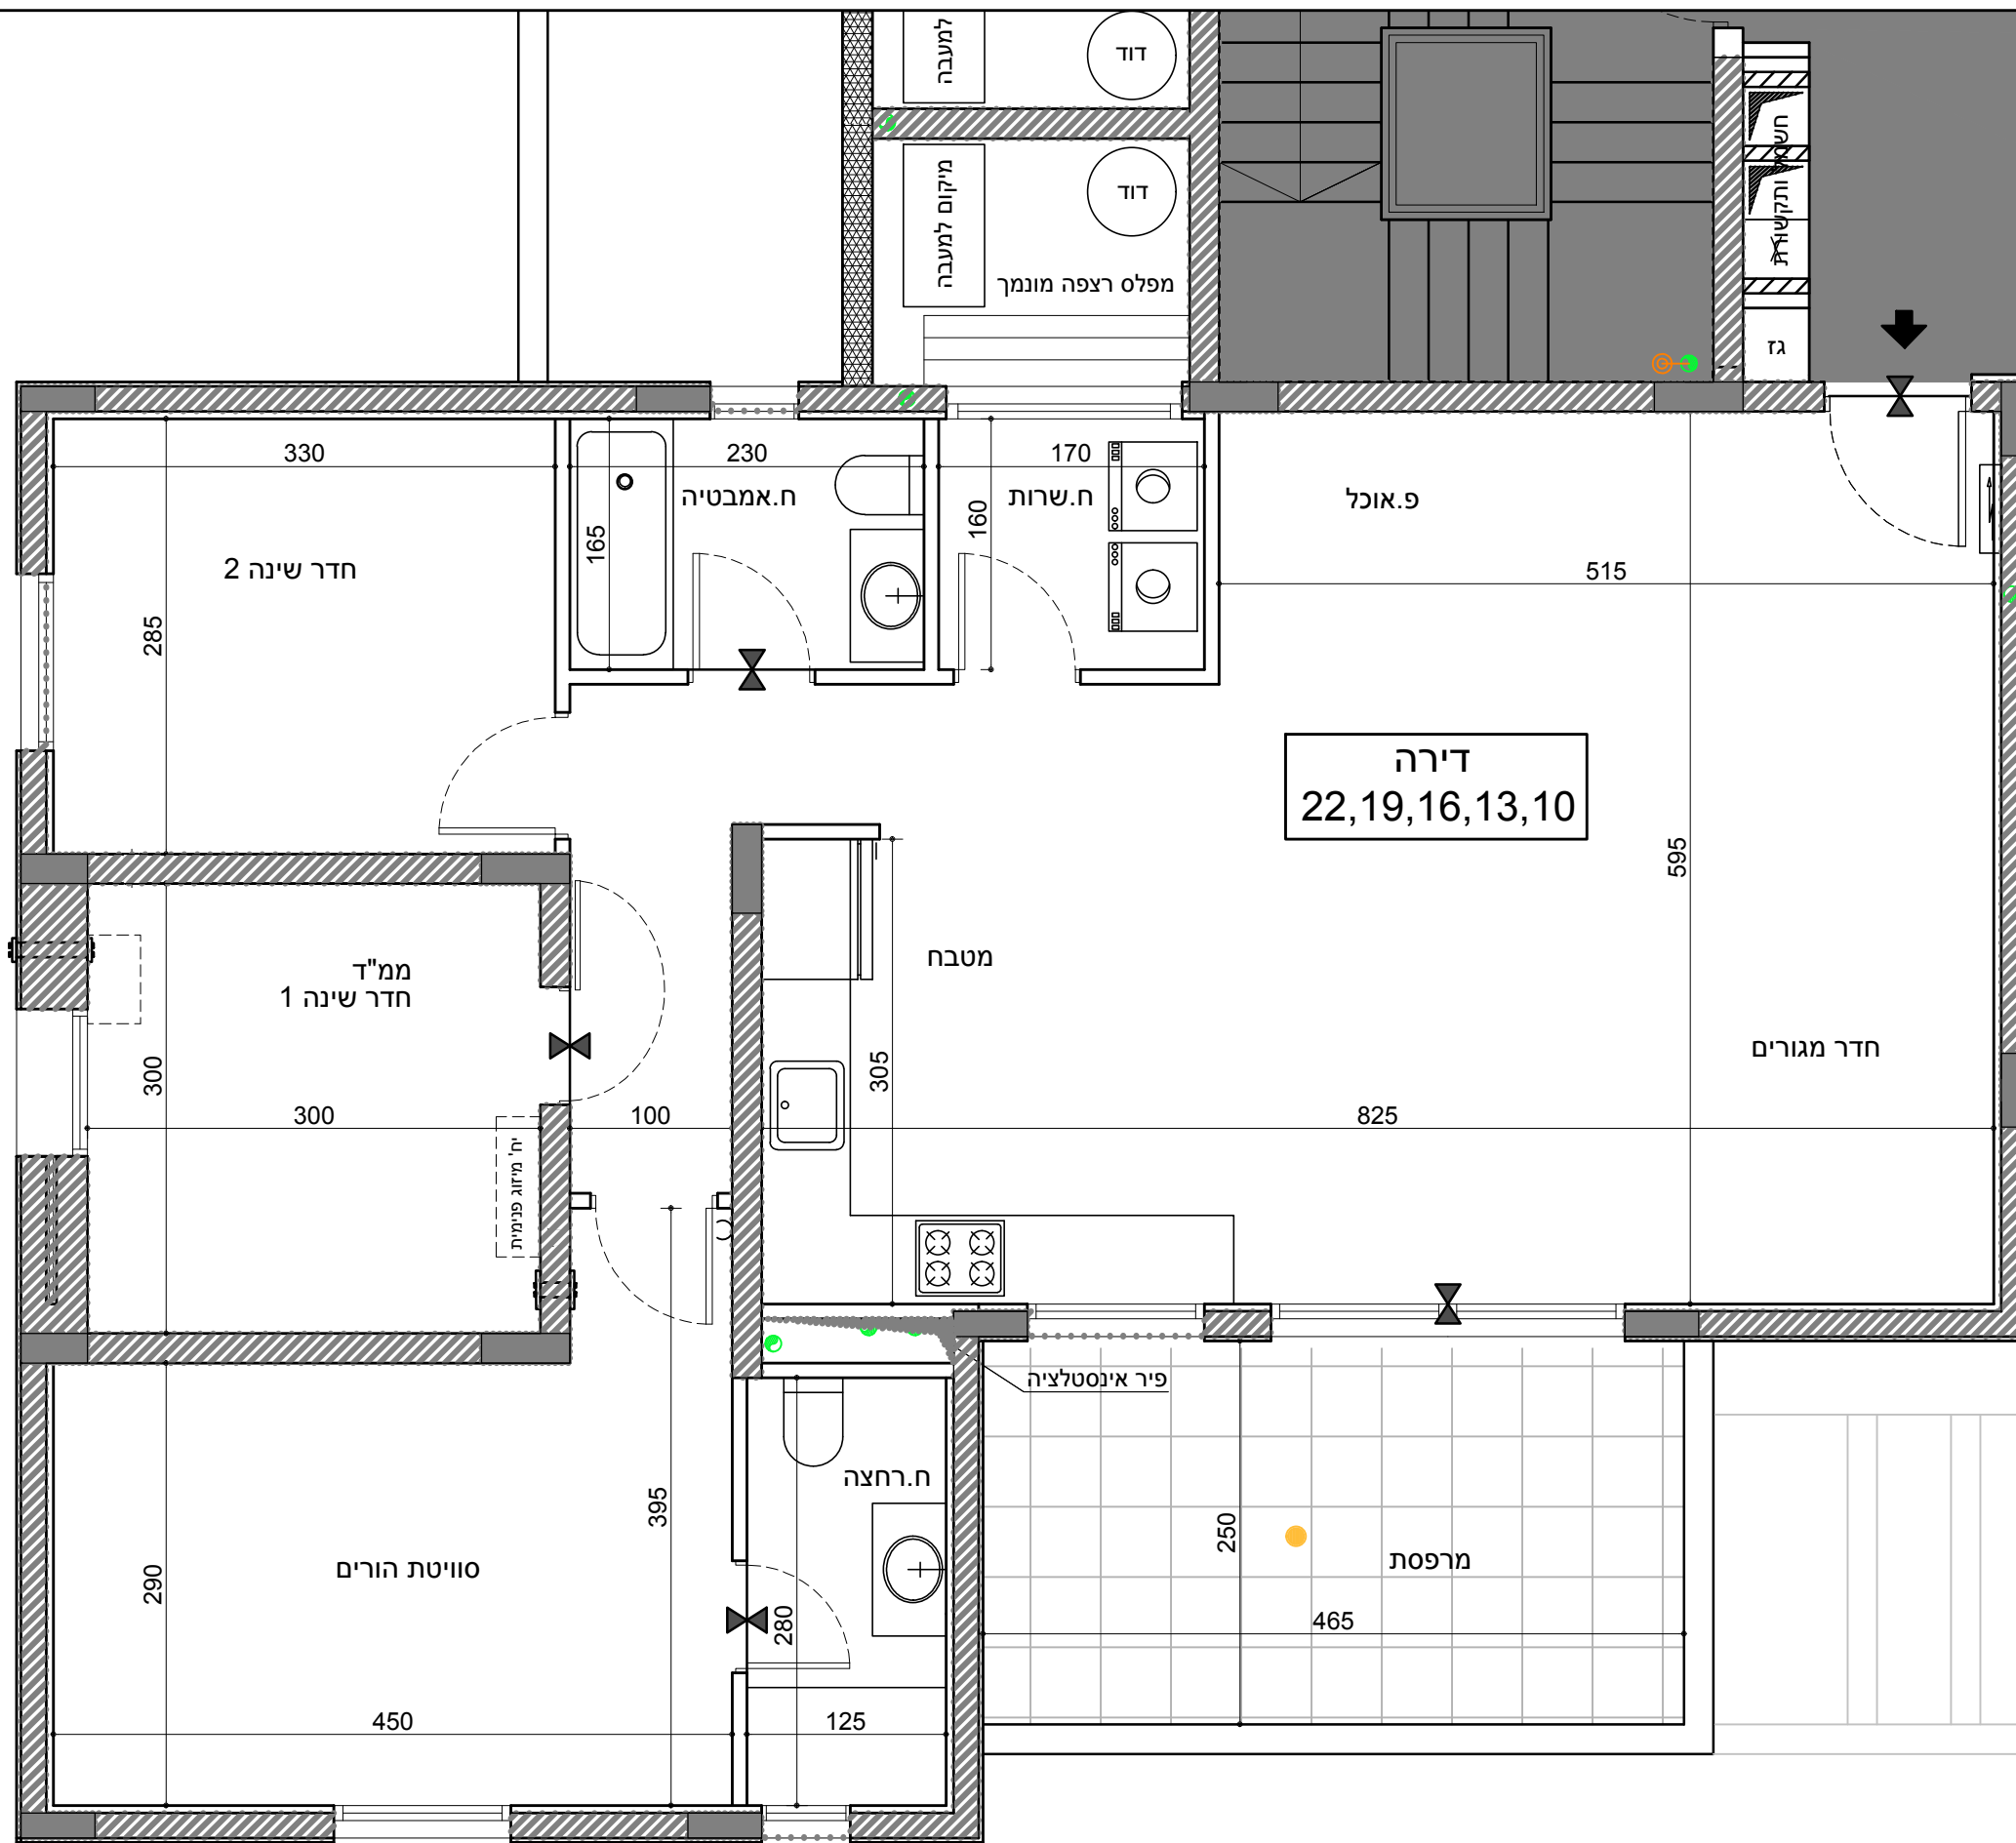 למעבה
דוד
מיקום למעבה
דוד
מפלס רצפה מונמך
חשמל ותקשורת
גז
330
230
170
ח.אמבטיה
ח.שרות
פ.אוכל
165
160
515
חדר שינה 2
285
דירה
22,19,16,13,10
595
מטבח
ממ"ד
חדר שינה 1
חדר מגורים
305
300
300
100
825
יח' מיזוג פנימית
פיר אינסטלציה
ח.רחצה
395
250
290
סוויטת הורים
מרפסת
280
465
450
125